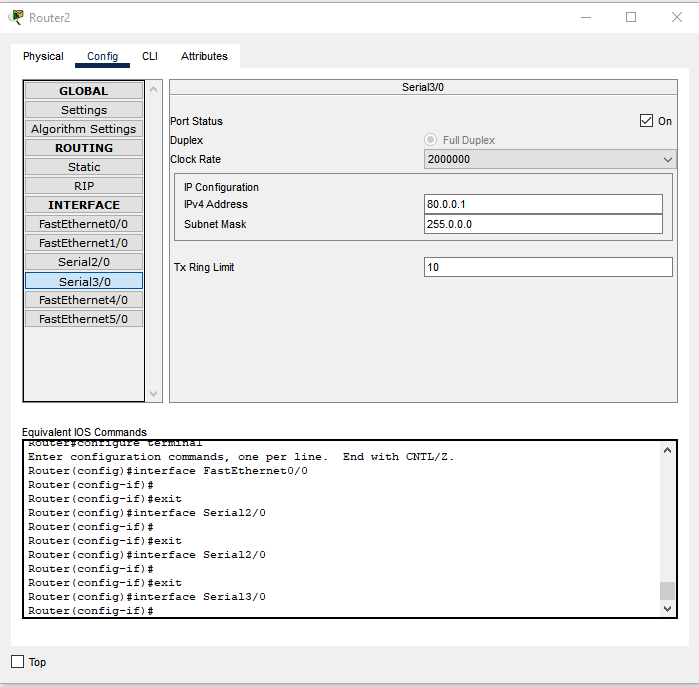 Router2
Physical Config CLI Attributes
GLOBAL
Settings
Algorithm Settings
ROUTING
Static
RIP
INTERFACE
FastEthernet0/0
FastEthernet1/0
Serial2/0
Serial3/0
FastEthernet4/0
FastEthernet5/0
Serial3/0
Port Status On
Duplex Full Duplex
Clock Rate 2000000
IP Configuration
IPv4 Address 80.0.0.1
Subnet Mask 255.0.0.0
Tx Ring Limit 10
Equivalent IOS Commands
Router#configure terminal
Enter configuration commands, one per line.  End with CNTL/Z.
Router(config)#interface FastEthernet0/0
Router(config-if)#
Router(config-if)#exit
Router(config)#interface Serial2/0
Router(config-if)#
Router(config-if)#exit
Router(config)#interface Serial2/0
Router(config-if)#
Router(config-if)#exit
Router(config)#interface Serial3/0
Router(config-if)#
Top